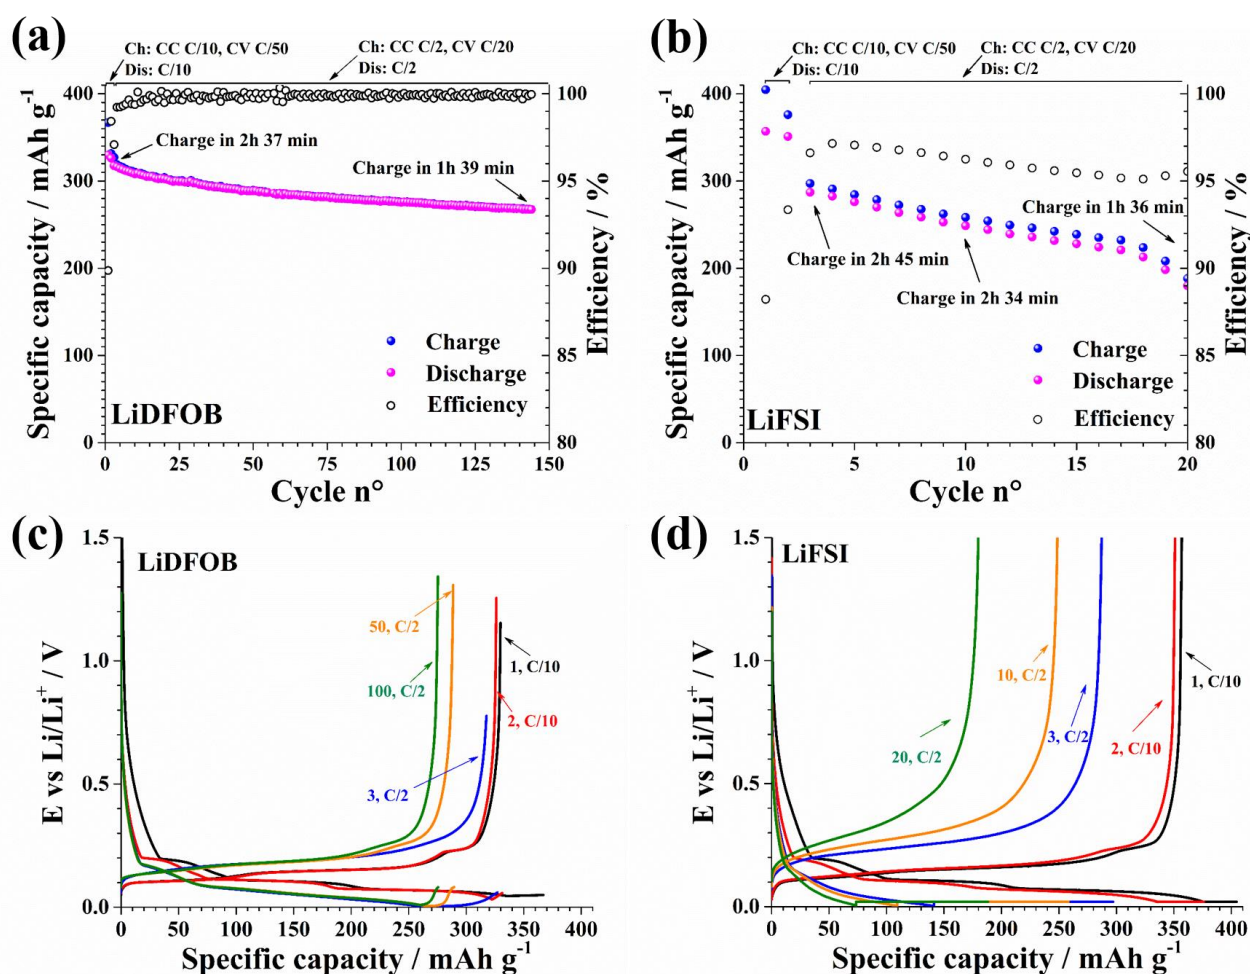 (a)
Ch: CC C/10, CV C/50
Dis: C/10
Ch: CC C/2, CV C/20
Dis: C/2
Specific capacity / mAh g-1
400
300
200
100
0
Charge in 2h 37 min
Charge in 1h 39 min
Charge
Discharge
Efficiency
LiDFOB
100
95
90
85
80
Efficiency / %
0
25
50
75
100
125
150
Cycle n°
(b)
Ch: CC C/10, CV C/50
Dis: C/10
Ch: CC C/2, CV C/20
Dis: C/2
Specific capacity / mAh g-1
400
300
200
100
0
Charge in 1h 36 min
Charge in 2h 45 min
Charge in 2h 34 min
Charge
Discharge
Efficiency
LiFSI
100
95
90
85
80
Efficiency / %
0
5
10
15
20
Cycle n°
(c)
LiDFOB
E vs Li/Li+ / V
1.5
1.0
0.5
0.0
50, C/2
1, C/10
100, C/2
2, C/10
3, C/2
0
50
100
150
200
250
300
350
400
Specific capacity / mAh g-1
(d)
LiFSI
E vs Li/Li+ / V
1.5
1.0
0.5
0.0
10, C/2
1, C/10
3, C/2
2, C/10
20, C/2
0
100
200
300
400
Specific capacity / mAh g-1